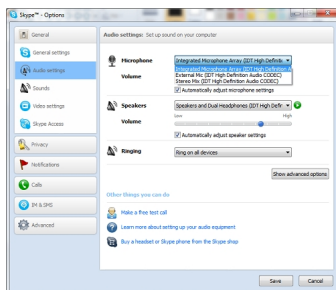 Skype™ - Options
General
General settings
Audio settings
Sounds
Video settings
Skype Access
Privacy
Notifications
Calls
IM & SMS
Advanced
Audio settings: Set up sound on your computer
Microphone
Integrated Microphone Array (IDT High Definitio
Integrated Microphone Array (IDT High Definition A
External Mic (IDT High Definition Audio CODEC)
Stereo Mix (IDT High Definition Audio CODEC)
Volume
Automatically adjust microphone settings
Speakers
Speakers and Dual Headphones (IDT High Defin
Volume
Low
High
Automatically adjust speaker settings
Ringing
Ring on all devices
Show advanced options
Other things you can do
Make a free test call
Learn more about setting up your audio equipment
Buy a headset or Skype phone from the Skype shop
Save
Cancel